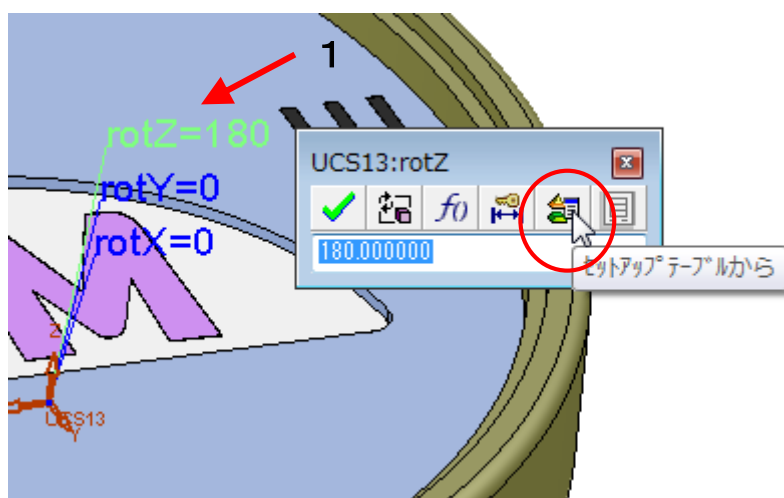 1
rotZ=180
rotY=0
rotX=0
UCS13:rotZ
f()
180.000000
ｾｯﾄｱｯﾌﾟﾃｰﾌﾞﾙから
M
Z
UCS13
Y